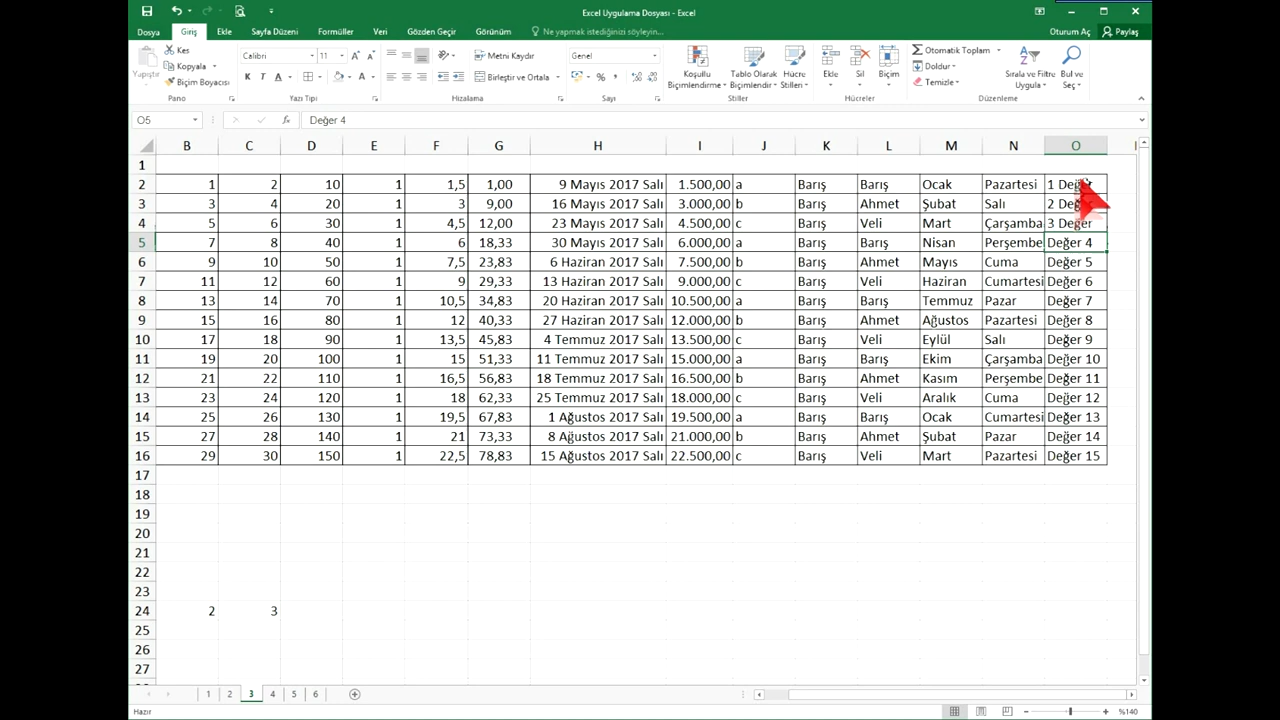 Excel Uygulama Dosyası - Excel
Dosya Giriş Ekle Sayfa Düzeni Formüller Veri Gözden Geçir Görünüm Ne yapmak istediğinizi söyleyin... Oturum Aç Paylaş
Yapıştır
Kes
Kopyala
Biçim Boyacısı
Pano
Calibri 11
K T A
Yazı Tipi
Metni Kaydır
Birleştir ve Ortala
Hizalama
Genel
%
Sayı
Koşullu Biçimlendirme
Tablo Olarak Biçimlendir
Hücre Stilleri
Stiller
Ekle Sil Biçim
Hücreler
Otomatik Toplam
Doldur
Temizle
Sırala ve Filtre Uygula
Bul ve Seç
Düzenleme
O5 fx Değer 4
B C D E F G H I J K L M N O
1
2 1 2 10 1 1,5 1,00 9 Mayıs 2017 Salı 1.500,00 a Barış Barış Ocak Pazartesi 1 Değer
3 3 4 20 1 3 9,00 16 Mayıs 2017 Salı 3.000,00 b Barış Ahmet Şubat Salı 2
4 5 6 30 1 4,5 12,00 23 Mayıs 2017 Salı 4.500,00 c Barış Veli Mart Çarşamba 3 Değer
5 7 8 40 1 6 18,33 30 Mayıs 2017 Salı 6.000,00 a Barış Barış Nisan Perşembe Değer 4
6 9 10 50 1 7,5 23,83 6 Haziran 2017 Salı 7.500,00 b Barış Ahmet Mayıs Cuma Değer 5
7 11 12 60 1 9 29,33 13 Haziran 2017 Salı 9.000,00 c Barış Veli Haziran Cumartesi Değer 6
8 13 14 70 1 10,5 34,83 20 Haziran 2017 Salı 10.500,00 a Barış Barış Temmuz Pazar Değer 7
9 15 16 80 1 12 40,33 27 Haziran 2017 Salı 12.000,00 b Barış Ahmet Ağustos Pazartesi Değer 8
10 17 18 90 1 13,5 45,83 4 Temmuz 2017 Salı 13.500,00 c Barış Veli Eylül Salı Değer 9
11 19 20 100 1 15 51,33 11 Temmuz 2017 Salı 15.000,00 a Barış Barış Ekim Çarşamba Değer 10
12 21 22 110 1 16,5 56,83 18 Temmuz 2017 Salı 16.500,00 b Barış Ahmet Kasım Perşembe Değer 11
13 23 24 120 1 18 62,33 25 Temmuz 2017 Salı 18.000,00 c Barış Veli Aralık Cuma Değer 12
14 25 26 130 1 19,5 67,83 1 Ağustos 2017 Salı 19.500,00 a Barış Barış Ocak Cumartesi Değer 13
15 27 28 140 1 21 73,33 8 Ağustos 2017 Salı 21.000,00 b Barış Ahmet Şubat Pazar Değer 14
16 29 30 150 1 22,5 78,83 15 Ağustos 2017 Salı 22.500,00 c Barış Veli Mart Pazartesi Değer 15
17
18
19
20
21
22
23
24 2 3
25
26
27
1 2 3 4 5 6
Hazır %140